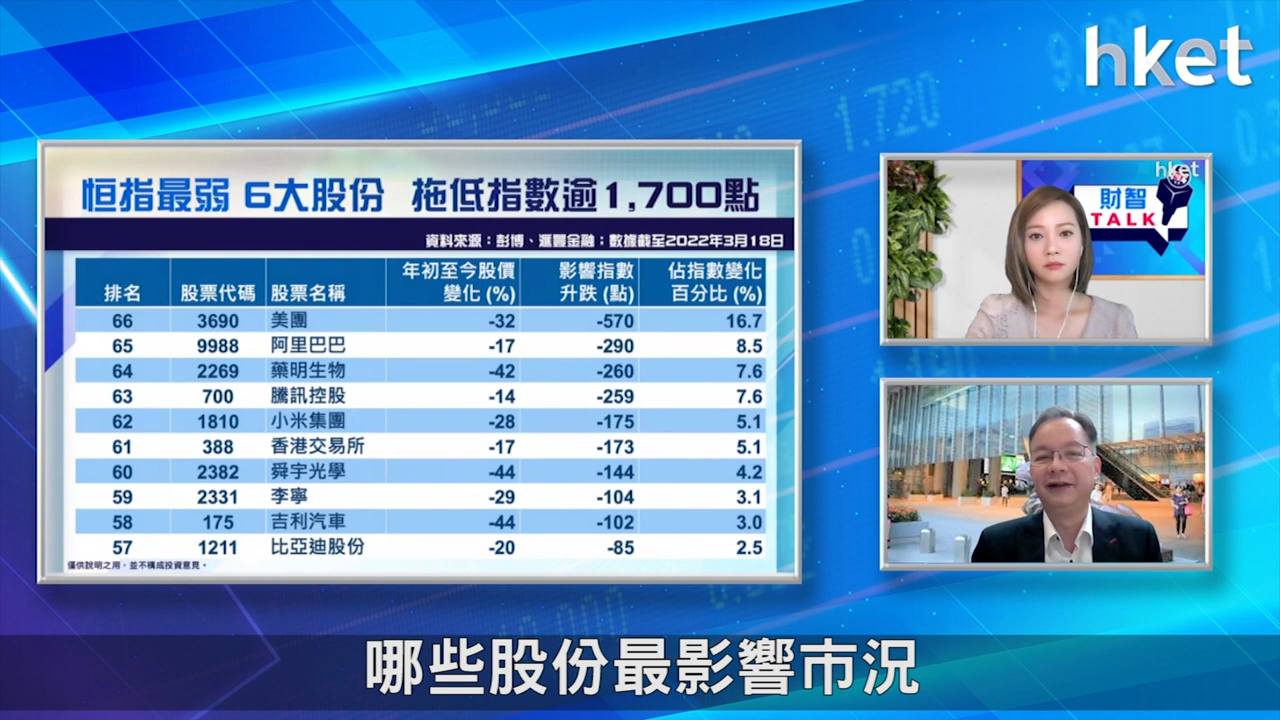 hket
恒指最弱 6大股份 拖低指數逾1,700點
資料來源：彭博、滙豐金融；數據截至2022年3月18日
排名 股票代碼 股票名稱 年初至今股價變化 (%) 影響指數升跌 (點) 佔指數變化百分比 (%)
66 3690 美團 -32 -570 16.7
65 9988 阿里巴巴 -17 -290 8.5
64 2269 藥明生物 -42 -260 7.6
63 700 騰訊控股 -14 -259 7.6
62 1810 小米集團 -28 -175 5.1
61 388 香港交易所 -17 -173 5.1
60 2382 舜宇光學 -44 -144 4.2
59 2331 李寧 -29 -104 3.1
58 175 吉利汽車 -44 -102 3.0
57 1211 比亞迪股份 -20 -85 2.5
僅供說明之用，並不構成投資意見。
hket
財智
TALK
哪些股份最影響市況